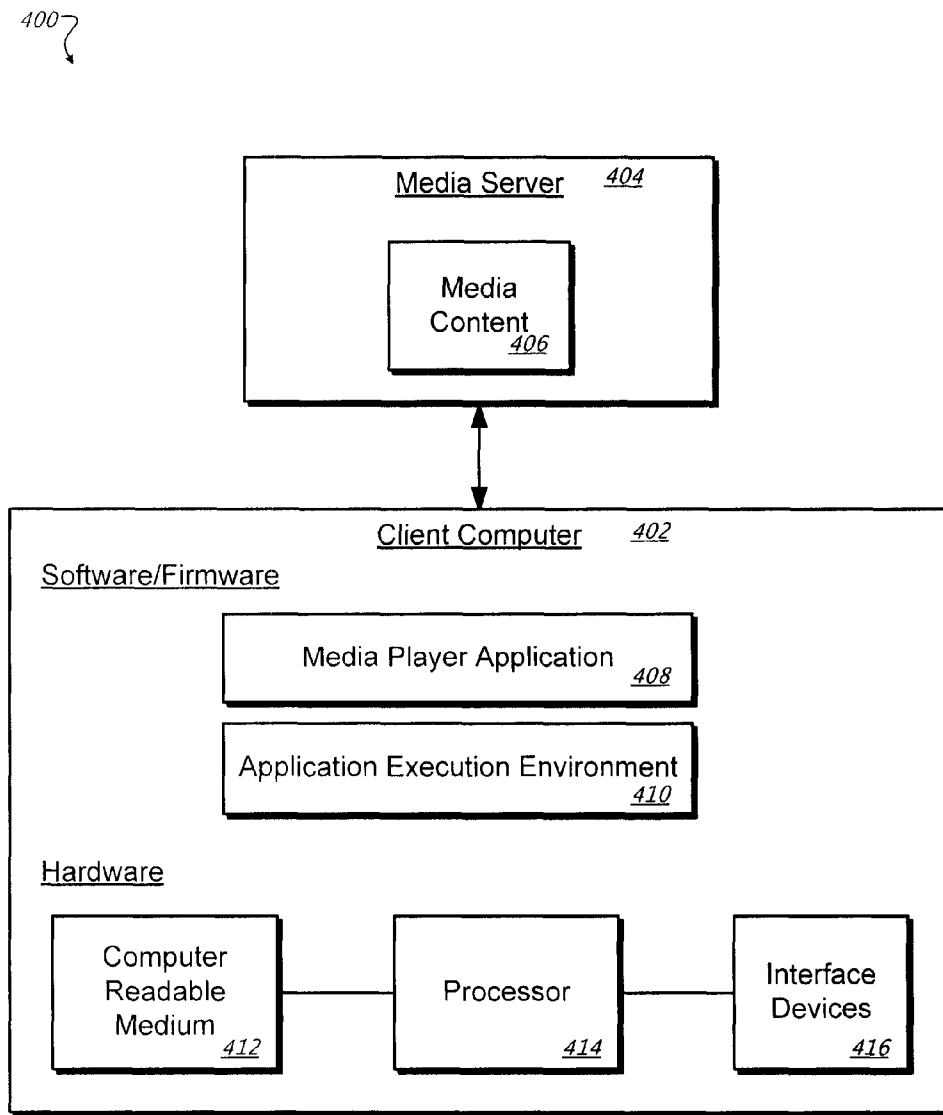 400
Media Server 404
Media
Content
406
Client Computer 402
Software/Firmware
Media Player Application
408
Application Execution Environment
410
Hardware
Computer
Readable
Medium
412
Processor
414
Interface
Devices
416